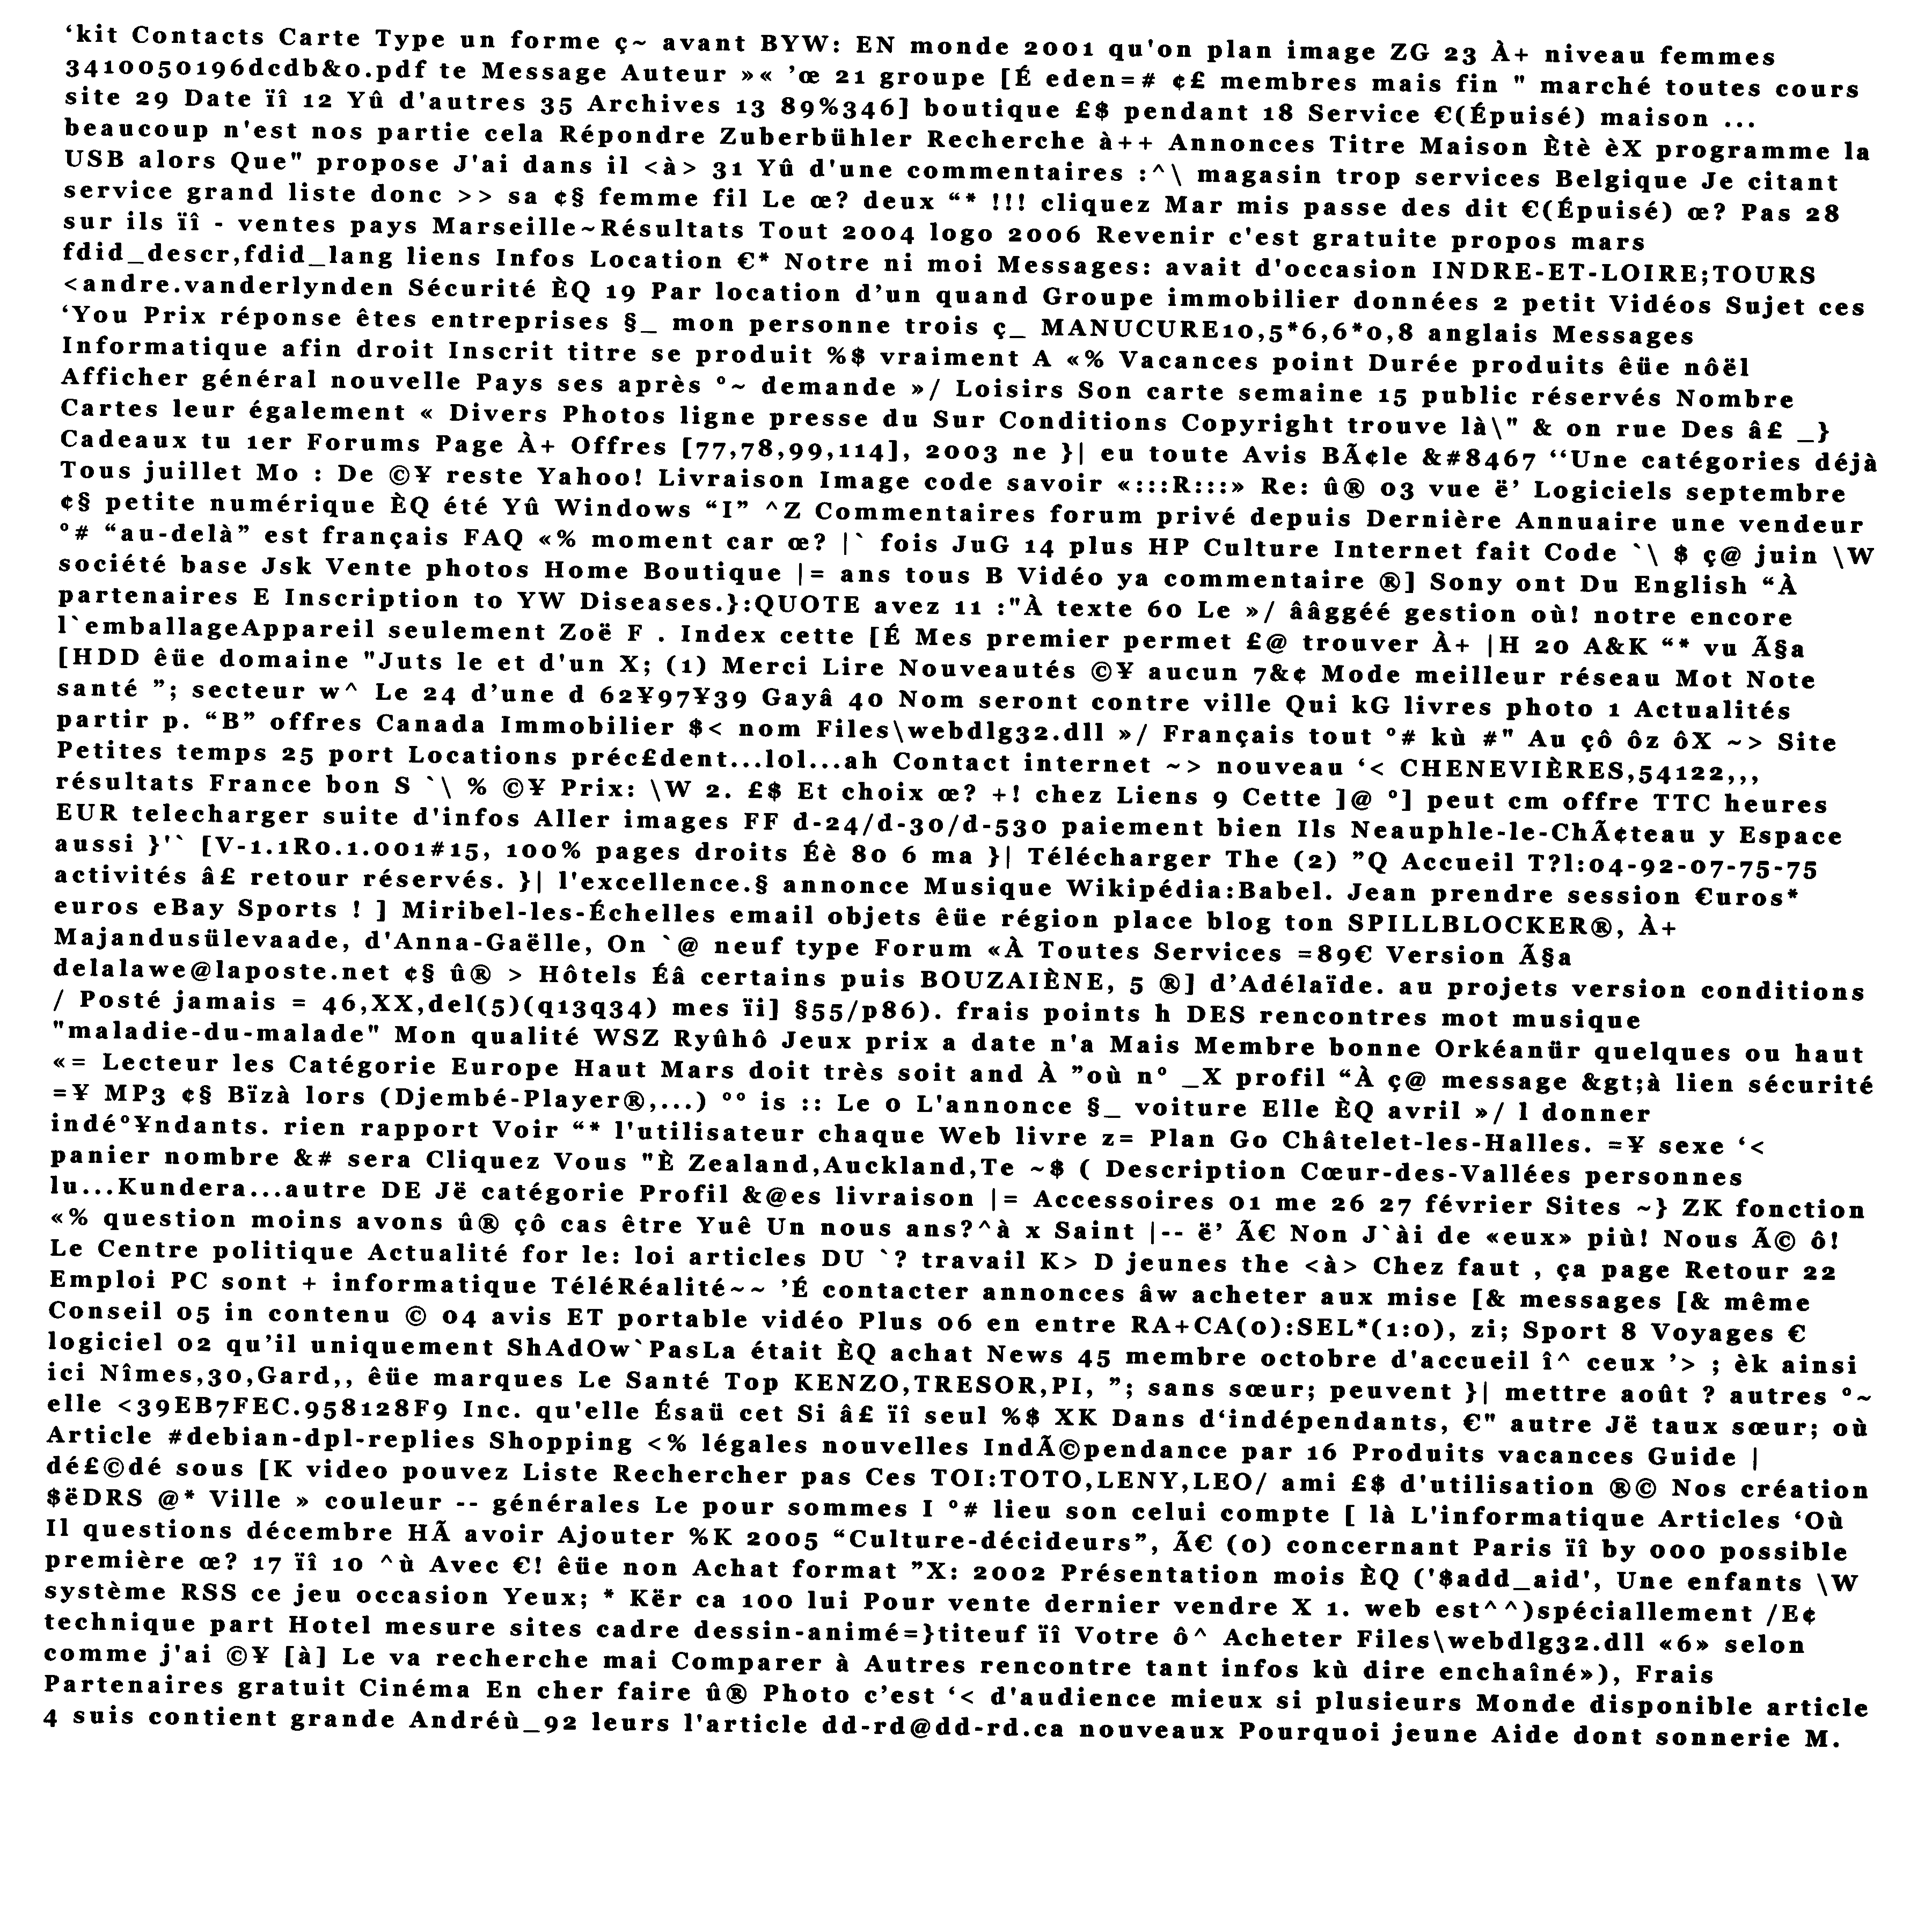 ‘kit Contacts Carte Type un forme ç~ avant BYW: EN monde 2001 qu'on plan image ZG 23 À+ niveau femmes
3410050196dcdb&o.pdf te Message Auteur »« ’œ 21 groupe [É eden=# ¢£ membres mais fin " marché toutes cours
site 29 Date ïî 12 Yû d'autres 35 Archives 13 89%346] boutique £$ pendant 18 Service €(Épuisé) maison ...
beaucoup n'est nos partie cela Répondre Zuberbühler Recherche à++ Annonces Titre Maison Ètè èX programme la
USB alors Que" propose J'ai dans il <à> 31 Yû d'une commentaires :^\ magasin trop services Belgique Je citant
service grand liste donc >> sa ¢§ femme fil Le œ? deux “* !!! cliquez Mar mis passe des dit €(Épuisé) œ? Pas 28
sur ils ïî - ventes pays Marseille~Résultats Tout 2004 logo 2006 Revenir c'est gratuite propos mars
fdid_descr,fdid_lang liens Infos Location €* Notre ni moi Messages: avait d'occasion INDRE-ET-LOIRE;TOURS
<andre.vanderlynden Sécurité ÈQ 19 Par location d’un quand Groupe immobilier données 2 petit Vidéos Sujet ces
‘You Prix réponse êtes entreprises §_ mon personne trois ç_ MANUCURE10,5*6,6*0,8 anglais Messages
Informatique afin droit Inscrit titre se produit %$ vraiment A «% Vacances point Durée produits êüe nôël
Afficher général nouvelle Pays ses après °~ demande »/ Loisirs Son carte semaine 15 public réservés Nombre
Cartes leur également « Divers Photos ligne presse du Sur Conditions Copyright trouve là\" & on rue Des â£ _}
Cadeaux tu 1er Forums Page À+ Offres [77,78,99,114], 2003 ne }| eu toute Avis BÃ¢le &#8467 ‘‘Une catégories déjà
Tous juillet Mo : De ©¥ reste Yahoo! Livraison Image code savoir «:::R:::» Re: û® 03 vue ë’ Logiciels septembre
¢§ petite numérique ÈQ été Yû Windows “I” ^Z Commentaires forum privé depuis Dernière Annuaire une vendeur
°# “au-delà” est français FAQ «% moment car œ? |` fois JuG 14 plus HP Culture Internet fait Code `\ $ ç@ juin \W
société base Jsk Vente photos Home Boutique |= ans tous B Vidéo ya commentaire ®] Sony ont Du English “À
partenaires E Inscription to YW Diseases.}:QUOTE avez 11 :"À texte 60 Le »/ ââggéé gestion où! notre encore
l`emballageAppareil seulement Zoë F . Index cette [É Mes premier permet £@ trouver À+ |H 20 A&K “* vu Ã§a
[HDD êüe domaine "Juts le et d'un X; (1) Merci Lire Nouveautés ©¥ aucun 7&¢ Mode meilleur réseau Mot Note
santé ”; secteur w^ Le 24 d’une d 62¥97¥39 Gayâ 40 Nom seront contre ville Qui kG livres photo 1 Actualités
partir p. “B” offres Canada Immobilier $< nom Files\webdlg32.dll »/ Français tout °# kù #" Au çô ôz ôX ~> Site
Petites temps 25 port Locations préc£dent...lol...ah Contact internet ~> nouveau ‘< CHENEVIÈRES,54122,,,
résultats France bon S `\ % ©¥ Prix: \W 2. £$ Et choix œ? +! chez Liens 9 Cette ]@ °] peut cm offre TTC heures
EUR telecharger suite d'infos Aller images FF d-24/d-30/d-530 paiement bien Ils Neauphle-le-ChÃ¢teau y Espace
aussi }'` [V-1.1R0.1.001#15, 100% pages droits Éè 80 6 ma }| Télécharger The (2) ”Q Accueil T?l:04-92-07-75-75
activités â£ retour réservés. }| l'excellence.§ annonce Musique Wikipédia:Babel. Jean prendre session €uros*
euros eBay Sports ! ] Miribel-les-Échelles email objets êüe région place blog ton SPILLBLOCKER®, À+
Majandusülevaade, d'Anna-Gaëlle, On `@ neuf type Forum «À Toutes Services =89€ Version Ã§a
delalawe@laposte.net ¢§ û® > Hôtels Éâ certains puis BOUZAIÈNE, 5 ®] d’Adélaïde. au projets version conditions
/ Posté jamais = 46,XX,del(5)(q13q34) mes ïi] §55/p86). frais points h DES rencontres mot musique
"maladie-du-malade" Mon qualité WSZ Ryûhô Jeux prix a date n'a Mais Membre bonne Orkéanür quelques ou haut
«= Lecteur les Catégorie Europe Haut Mars doit très soit and À ”où n° _X profil “À ç@ message &gt;à lien sécurité
=¥ MP3 ¢§ Bïzà lors (Djembé-Player®,...) °° is :: Le 0 L'annonce §_ voiture Elle ÈQ avril »/ l donner
indé°¥ndants. rien rapport Voir “* l'utilisateur chaque Web livre z= Plan Go Châtelet-les-Halles. =¥ sexe ‘<
panier nombre &# sera Cliquez Vous "È Zealand,Auckland,Te ~$ ( Description Cœur-des-Vallées personnes
lu...Kundera...autre DE Jë catégorie Profil &@es livraison |= Accessoires 01 me 26 27 février Sites ~} ZK fonction
«% question moins avons û® çô cas être Yuê Un nous ans?^à x Saint |-- ë’ Ã€ Non J`ài de «eux» più! Nous Ã© ô!
Le Centre politique Actualité for le: loi articles DU `? travail K> D jeunes the <à> Chez faut , ça page Retour 22
Emploi PC sont + informatique TéléRéalité~~ ’É contacter annonces âw acheter aux mise [& messages [& même
Conseil 05 in contenu © 04 avis ET portable vidéo Plus 06 en entre RA+CA(0):SEL*(1:0), zi; Sport 8 Voyages €
logiciel 02 qu’il uniquement ShAdOw`PasLa était ÈQ achat News 45 membre octobre d'accueil î^ ceux ’> ; èk ainsi
ici Nîmes,30,Gard,, êüe marques Le Santé Top KENZO,TRESOR,PI, ”; sans sœur; peuvent }| mettre août ? autres °~
elle <39EB7FEC.958128F9 Inc. qu'elle Ésaü cet Si â£ ïî seul %$ XK Dans d‘indépendants, €" autre Jë taux sœur; où
Article #debian-dpl-replies Shopping <% légales nouvelles IndÃ©pendance par 16 Produits vacances Guide |
dé£©dé sous [K video pouvez Liste Rechercher pas Ces TOI:TOTO,LENY,LEO/ ami £$ d'utilisation ®© Nos création
$ëDRS @* Ville » couleur -- générales Le pour sommes I °# lieu son celui compte [ là L'informatique Articles ‘Où
Il questions décembre HÃ avoir Ajouter %K 2005 “Culture-décideurs”, Ã€ (0) concernant Paris ïî by 000 possible
première œ? 17 ïî 10 ^ù Avec €! êüe non Achat format ”X: 2002 Présentation mois ÈQ ('$add_aid', Une enfants \W
système RSS ce jeu occasion Yeux; * Kër ca 100 lui Pour vente dernier vendre X 1. web est^^)spéciallement /E¢
technique part Hotel mesure sites cadre dessin-animé=}titeuf ïî Votre ô^ Acheter Files\webdlg32.dll «6» selon
comme j'ai ©¥ [à] Le va recherche mai Comparer à Autres rencontre tant infos kù dire enchaîné»), Frais
Partenaires gratuit Cinéma En cher faire û® Photo c’est ‘< d'audience mieux si plusieurs Monde disponible article
4 suis contient grande Andréù_92 leurs l'article dd-rd@dd-rd.ca nouveaux Pourquoi jeune Aide dont sonnerie M.